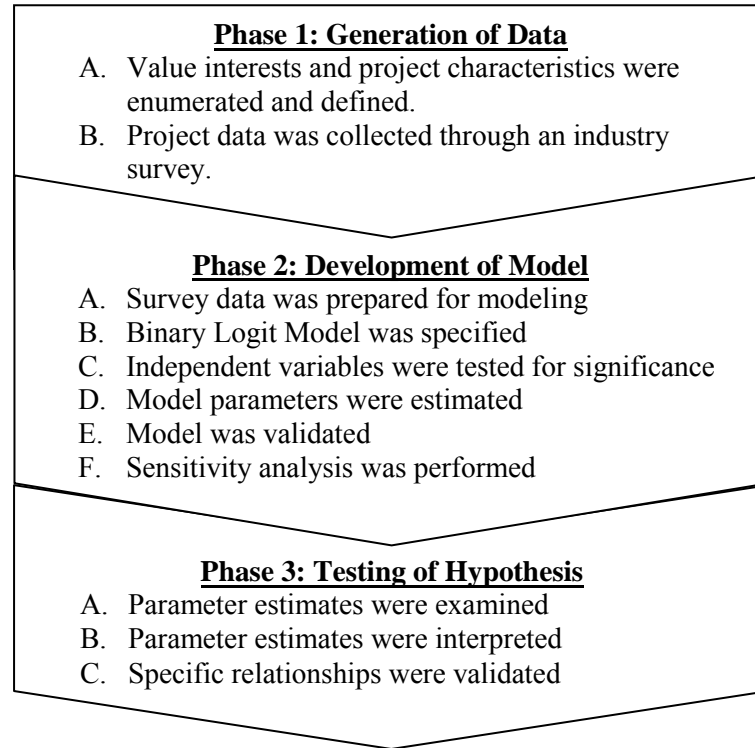 Phase 1: Generation of Data
A. Value interests and project characteristics were
enumerated and defined.
B. Project data was collected through an industry
survey.
Phase 2: Development of Model
A. Survey data was prepared for modeling
B. Binary Logit Model was specified
C. Independent variables were tested for significance
D. Model parameters were estimated
E. Model was validated
F. Sensitivity analysis was performed
Phase 3: Testing of Hypothesis
A. Parameter estimates were examined
B. Parameter estimates were interpreted
C. Specific relationships were validated